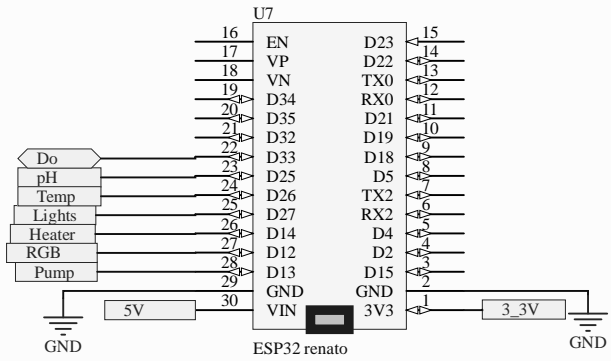 U7
16 EN D23 15
17 VP D22 14
18 VN TX0 13
19 D34 RX0 12
20 D35 D21 11
21 D32 D19 10
Do 22 D33 D18 9
pH 23 D25 D5 8
Temp 24 D26 TX2 7
Lights 25 D27 RX2 6
Heater 26 D14 D4 5
RGB 27 D12 D2 4
Pump 28 D13 D15 3
29 GND GND 2
5V 30 VIN 3V3 1 3_3V
GND GND
ESP32 renato